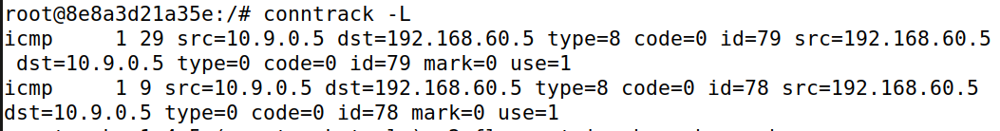 root@8e8a3d21a35e:/# conntrack -L
icmp     1 29 src=10.9.0.5 dst=192.168.60.5 type=8 code=0 id=79 src=192.168.60.5
dst=10.9.0.5 type=0 code=0 id=79 mark=0 use=1
icmp     1 9 src=10.9.0.5 dst=192.168.60.5 type=8 code=0 id=78 src=192.168.60.5
dst=10.9.0.5 type=0 code=0 id=78 mark=0 use=1